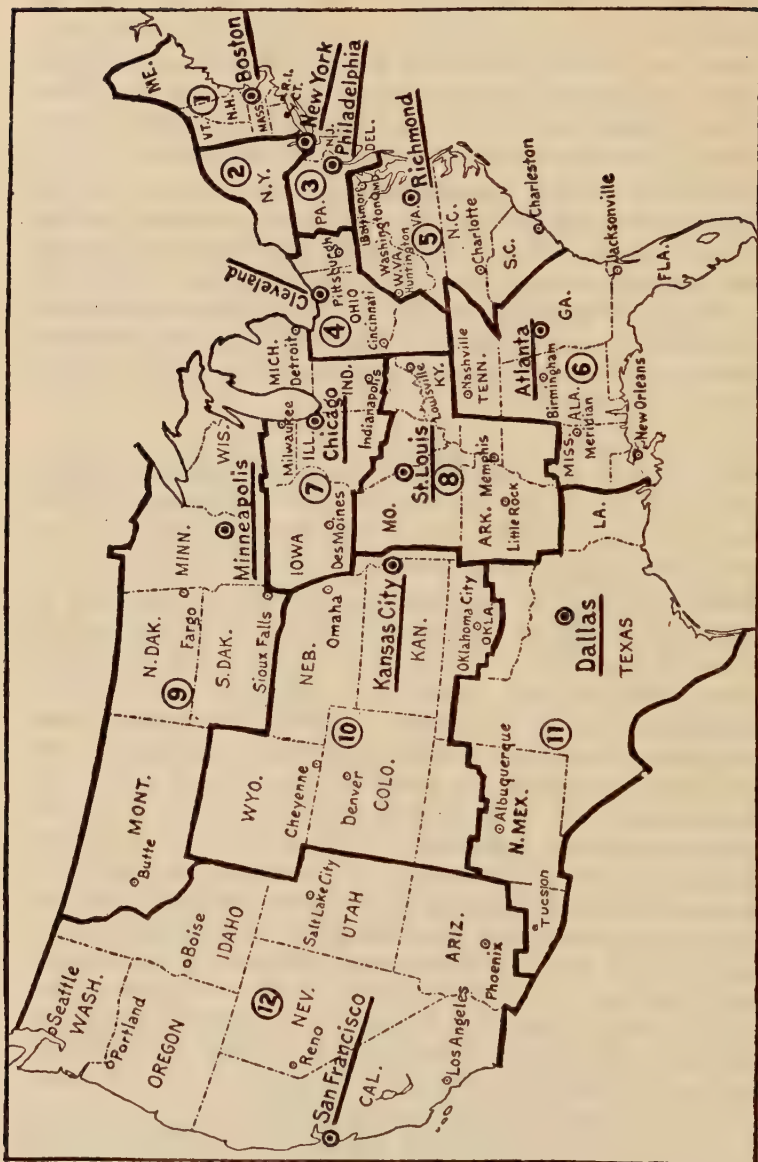 Seattle
WASH.
Portland
OREGON
Boise
IDAHO
12
NEV.
Reno
San Francisco
CAL.
Los Angeles
Salt Lake City
UTAH
ARIZ.
Phoenix
Tucsion
MONT.
Butte
WYO.
Cheyenne
10
Denver
COLO.
Albuquerque
N. MEX.
11
N. DAK.
Fargo
9
S. DAK.
Sioux Falls
NEB.
Omaha
Kansas City
KAN.
Oklahoma City
OKLA.
Dallas
TEXAS
MINN.
Minneapolis
WIS.
IOWA
Des Moines
7
Milwaukee
ILL.
Chicago
IND.
Indianapolis
MICH.
Detroit
MO.
St. Louis
8
Louisville
KY.
ARK.
Memphis
Little Rock
LA.
Cleveland
4
Pittsburgh
OHIO
Cincinnati
Nashville
TENN.
Atlanta
GA.
Birmingham
ALA.
6
MISS.
Meridian
New Orleans
Jacksonville
FLA.
ME.
1
VT.
N.H.
Boston
MASS.
R.I.
CT.
2
N.Y.
New York
3
PA.
N.J.
Philadelphia
DEL.
Baltimore
MD.
Washington
W.VA.
Huntington
VA.
Richmond
5
N.C.
Charlotte
S.C.
Charleston